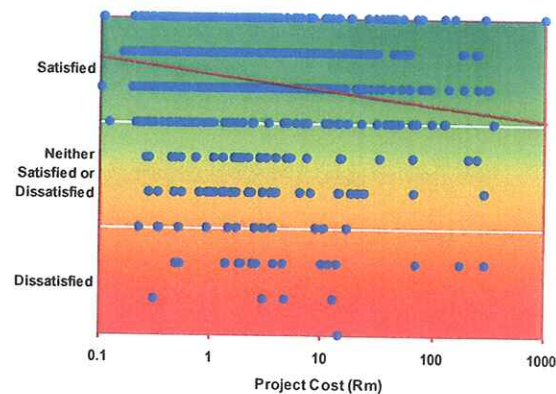 Satisfied
Neither
Satisfied or
Dissatisfied
Dissatisfied
0.1
1
10
100
1000
Project Cost (Rm)